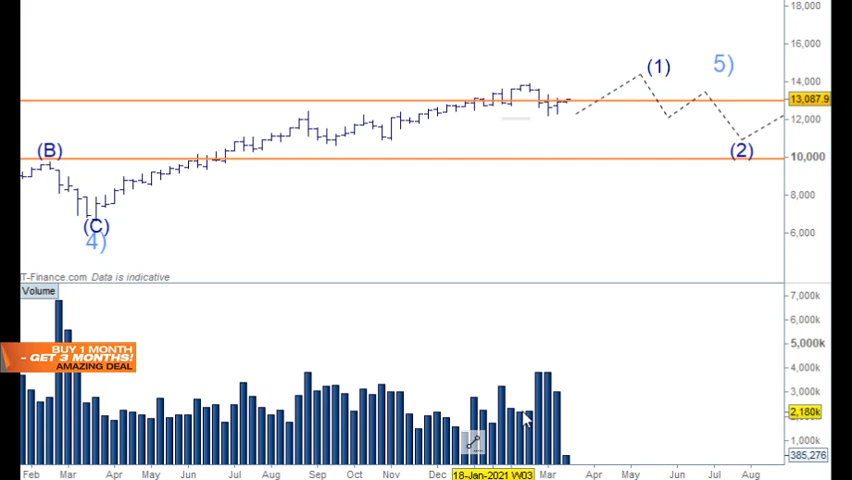 18,000
16,000
(1)
5)
14,000
13,087.9
12,000
(B)
(2)
10,000
8,000
(C)
4)
6,000
T-Finance.com Data is indicative
Volume
7,000k
6,000k
BUY 1 MONTH
- GET 3 MONTHS!
AMAZING DEAL
5,000k
4,000k
3,000k
2,180k
1,000k
385,276
Feb Mar Apr May Jun Jul Aug Sep Oct Nov Dec 18-Jan-2021 W03 Mar Apr May Jun Jul Aug